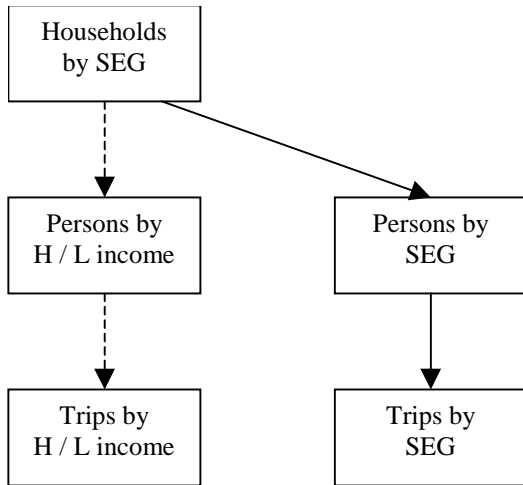 Households
by SEG
Persons by
H / L income
Persons by
SEG
Trips by
H / L income
Trips by
SEG